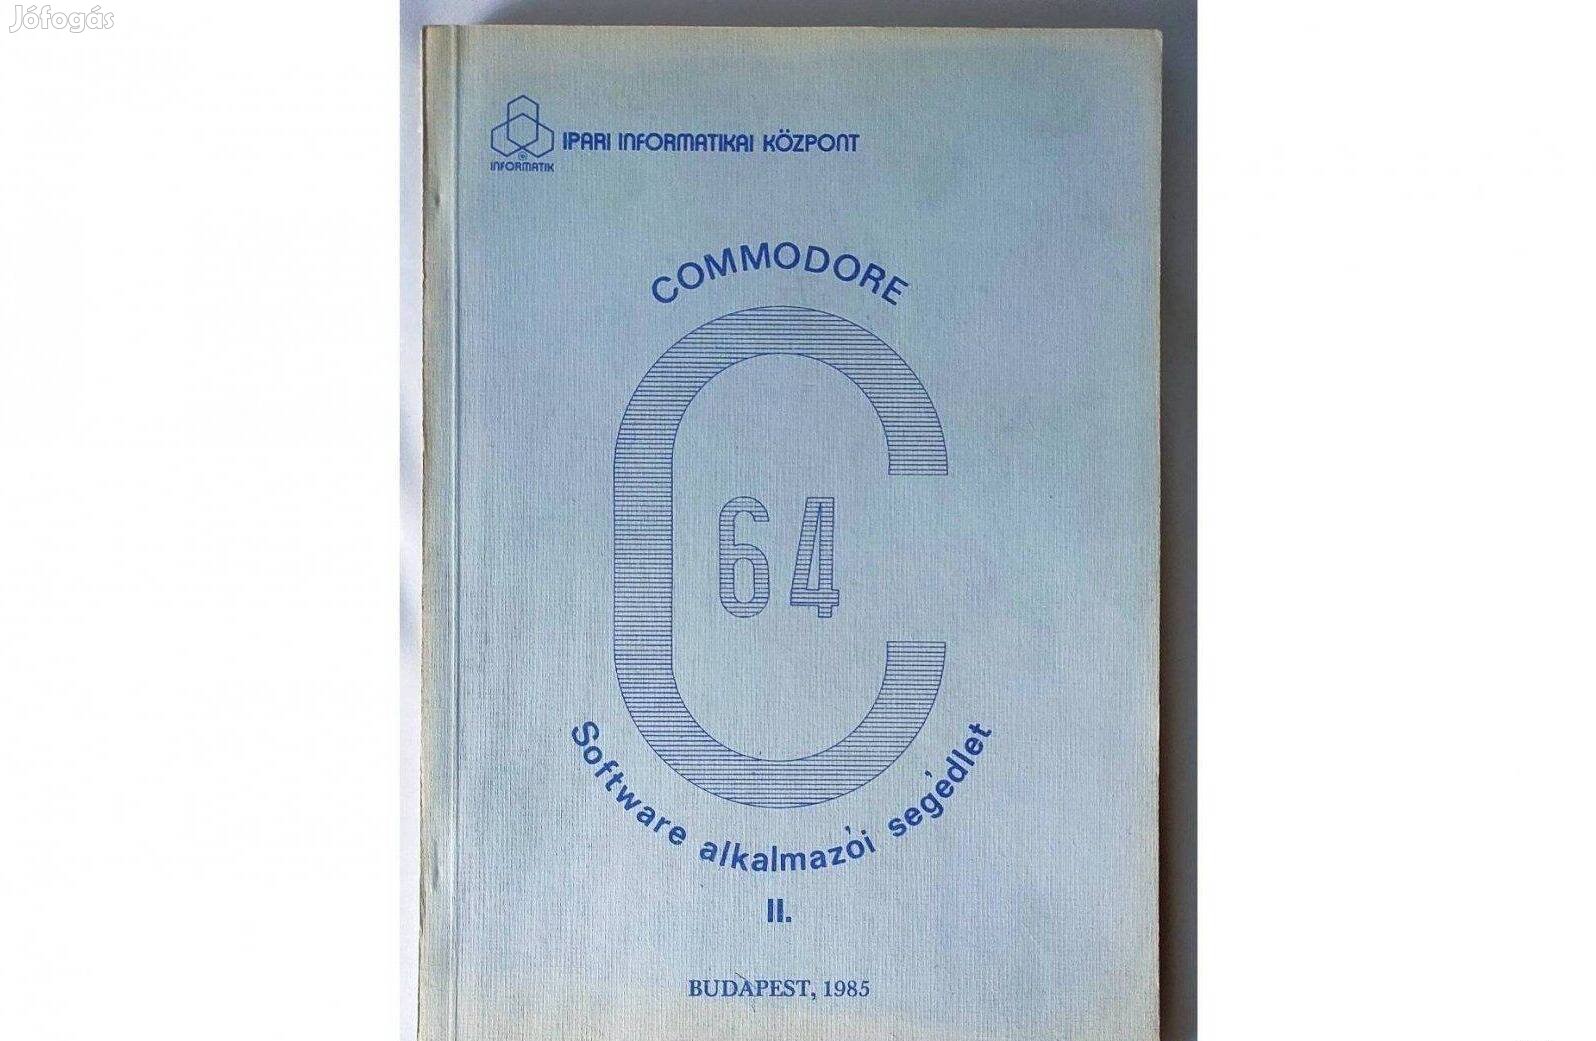 Jófogás
IPARI INFORMATIKAI KÖZPONT
INFORMATIK
COMMODORE
64
Software alkalmazói segédlet
II.
BUDAPEST, 1985